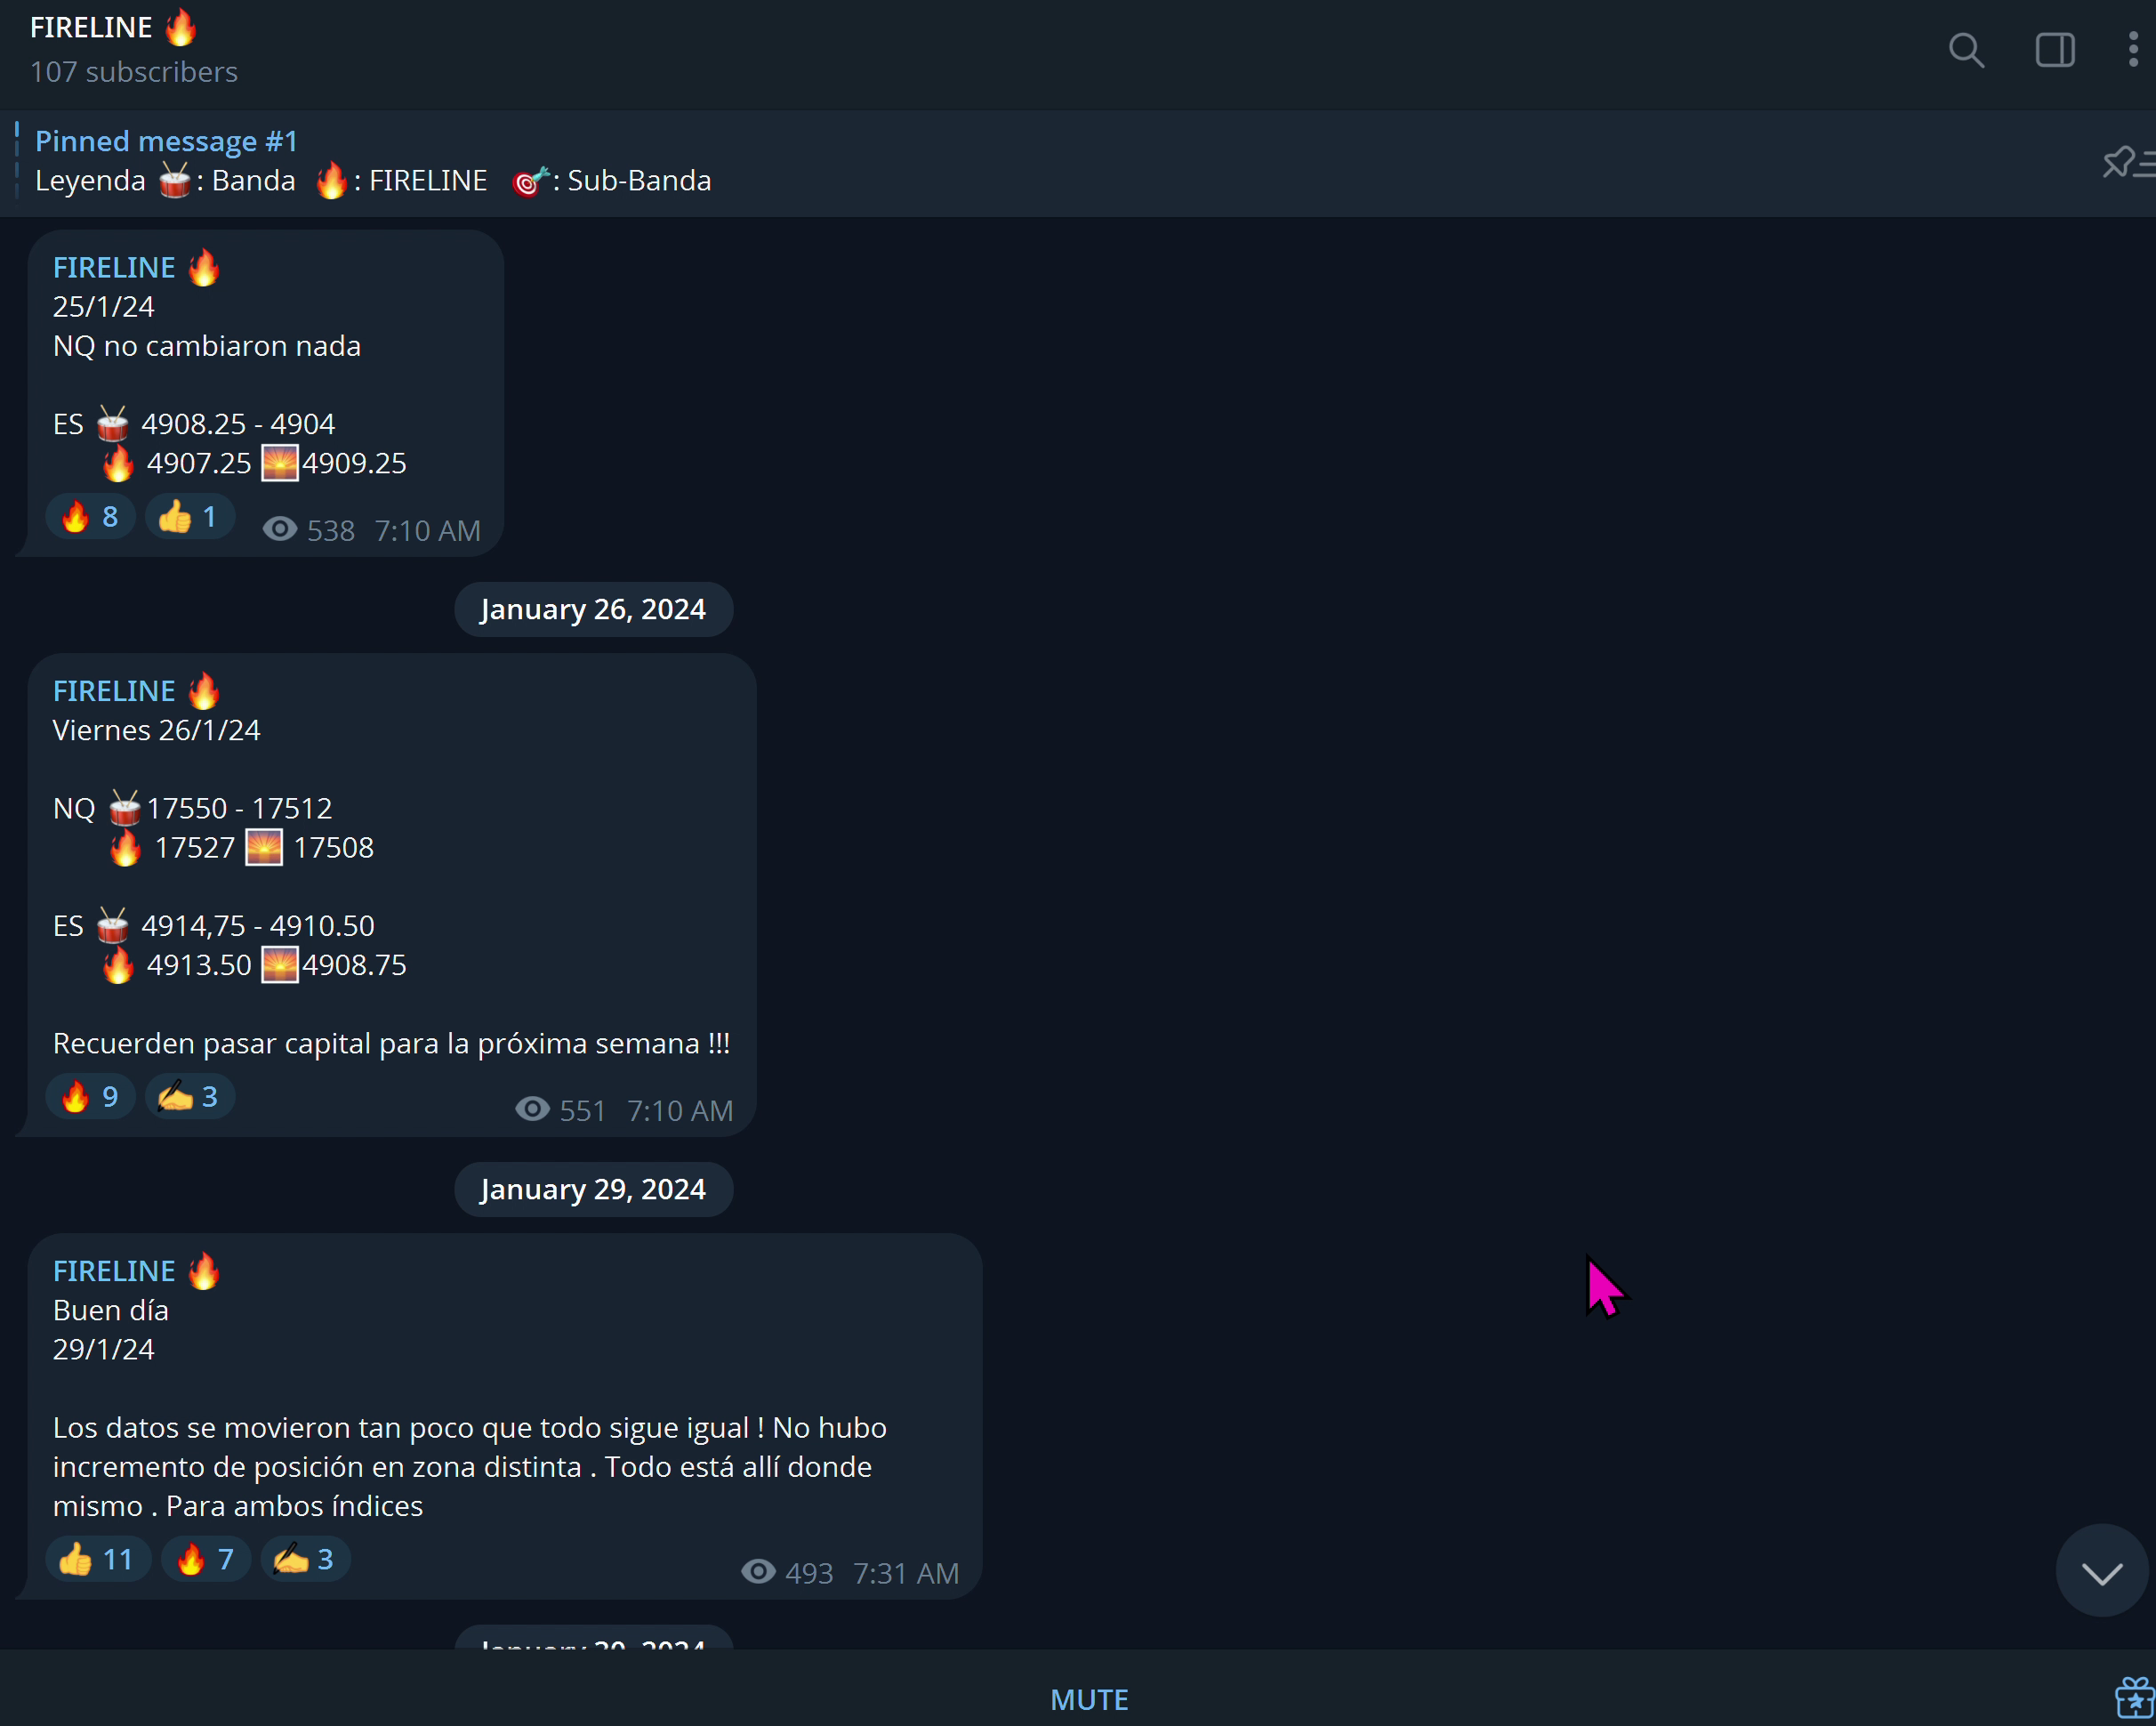 FIRELINE 🔥
107 subscribers
Pinned message #1
Leyenda 🥁: Banda 🔥: FIRELINE 🎯: Sub-Banda
FIRELINE 🔥
25/1/24
NQ no cambiaron nada
ES 🥁 4908.25 - 4904
🔥 4907.25 🌅4909.25
🔥 8 👍 1 538 7:10 AM
January 26, 2024
FIRELINE 🔥
Viernes 26/1/24
NQ 🥁17550 - 17512
🔥 17527 🌅 17508
ES 🥁 4914,75 - 4910.50
🔥 4913.50 🌅4908.75
Recuerden pasar capital para la próxima semana !!!
🔥 9 ✍️ 3 551 7:10 AM
January 29, 2024
FIRELINE 🔥
Buen día
29/1/24
Los datos se movieron tan poco que todo sigue igual ! No hubo
incremento de posición en zona distinta . Todo está allí donde
mismo . Para ambos índices
👍 11 🔥 7 ✍️ 3 493 7:31 AM
January 30, 2024
MUTE